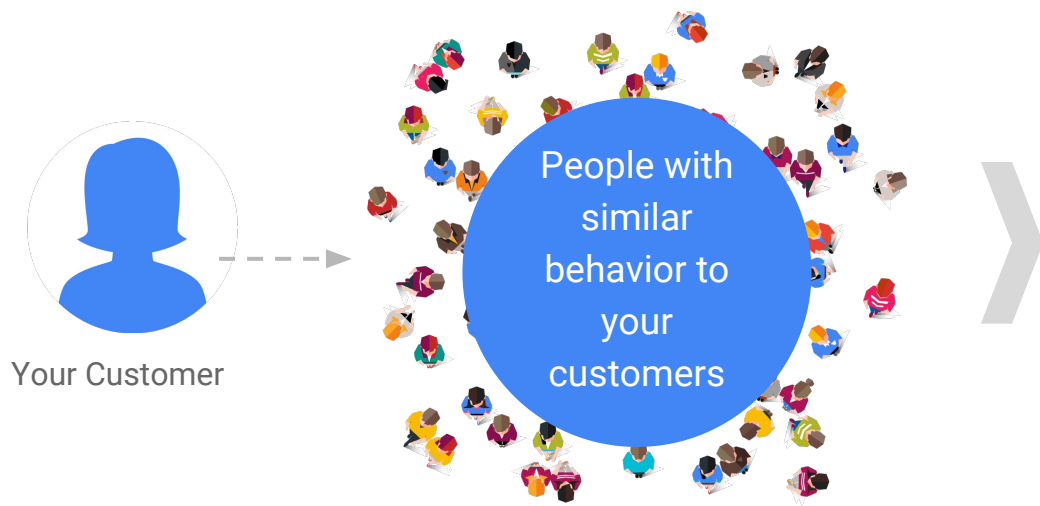 Your Customer
People with
similar
behavior to
your
customers